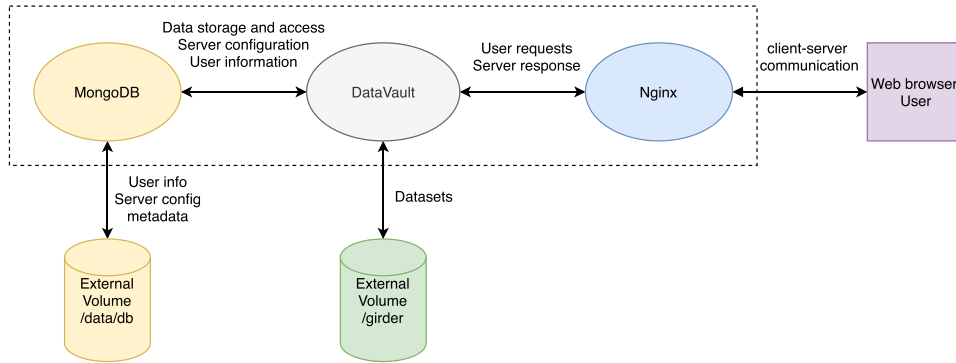 Data storage and access
Server configuration
User information
User requests
Server response
client-server
communication
MongoDB
DataVault
Nginx
Web browser
User
User info
Server config
metadata
Datasets
External
Volume
/data/db
External
Volume
/girder